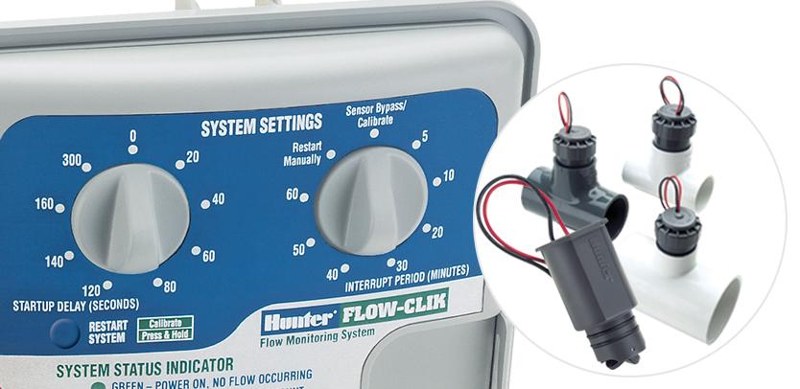 SYSTEM SETTINGS
Sensor Bypass/
Calibrate
Restart
Manually
0
20
40
60
80
120
140
160
300
5
10
20
30
40
50
60
STARTUP DELAY (SECONDS)
INTERRUPT PERIOD (MINUTES)
RESTART
SYSTEM
Calibrate
Press & Hold
Hunter® FLOW-CLIK
Flow Monitoring System
SYSTEM STATUS INDICATOR
GREEN – POWER ON, NO FLOW OCCURRING
Hunter